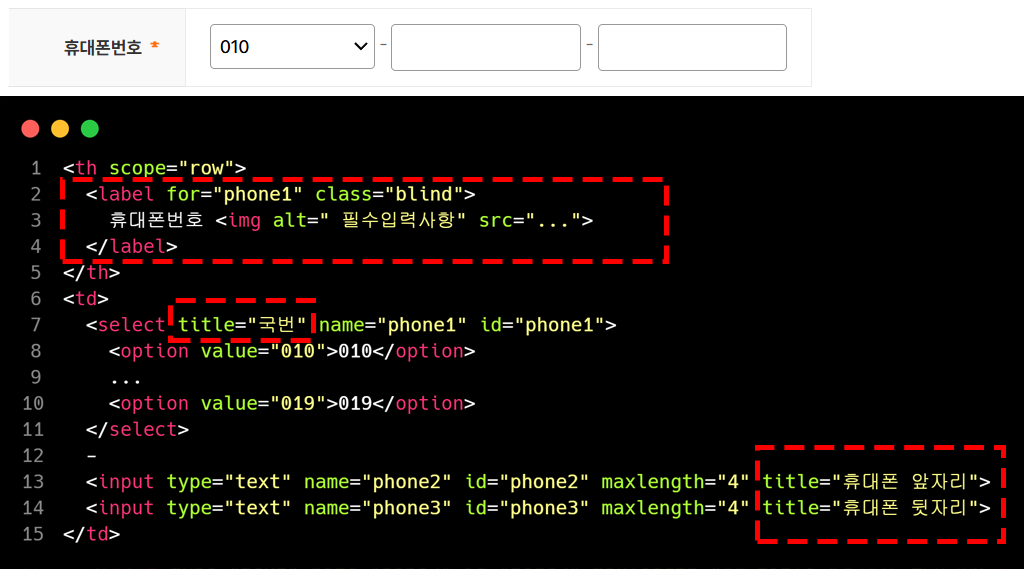 휴대폰번호 *
010 - -
1 <th scope="row">
2 <label for="phone1" class="blind">
3 휴대폰번호 <img alt=" 필수입력사항" src="...">
4 </label>
5 </th>
6 <td>
7 <select title="국번" name="phone1" id="phone1">
8 <option value="010">010</option>
9 ...
10 <option value="019">019</option>
11 </select>
12 -
13 <input type="text" name="phone2" id="phone2" maxlength="4" title="휴대폰 앞자리">
14 <input type="text" name="phone3" id="phone3" maxlength="4" title="휴대폰 뒷자리">
15 </td>